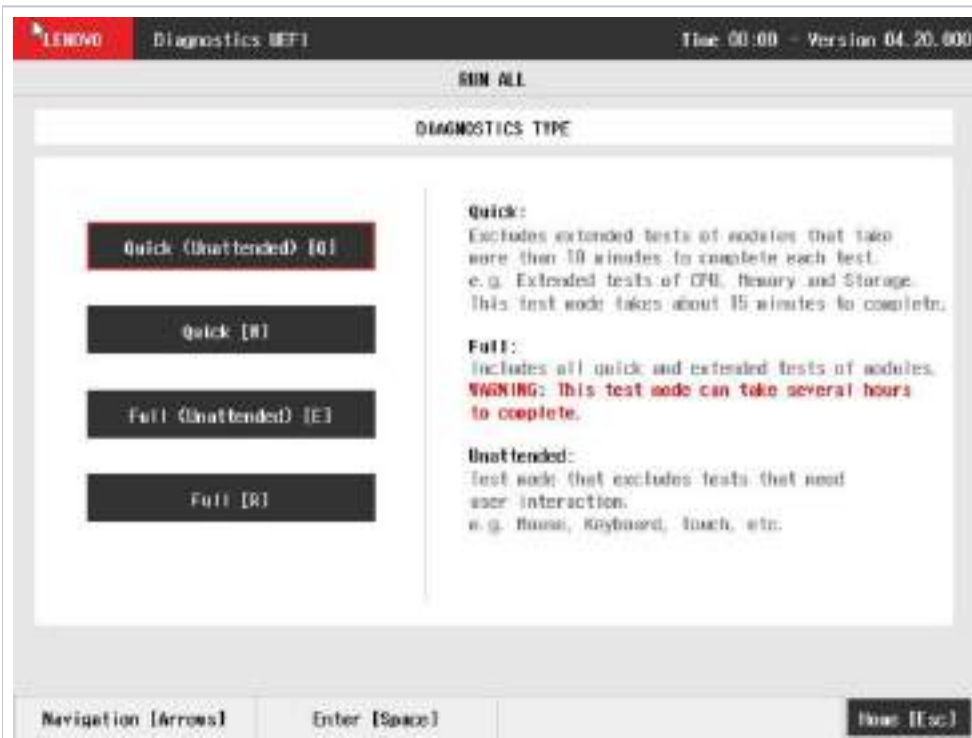 LENOVO Diagnostics UEFI Time 00:00 - Version 04.20.000
RUN ALL
DIAGNOSTICS TYPE
Quick (Unattended) [Q]
Quick [W]
Full (Unattended) [E]
Full [R]
Quick:
Excludes extended tests of modules that take
more than 10 minutes to complete each test.
e.g. Extended tests of CPU, Memory and Storage.
This test mode takes about 15 minutes to complete.
Full:
Includes all quick and extended tests of modules.
WARNING: This test mode can take several hours
to complete.
Unattended:
Test mode that excludes tests that need
user interaction.
e.g. Mouse, Keyboard, Touch, etc.
Navigation [Arrows] Enter [Space] Home [Esc]